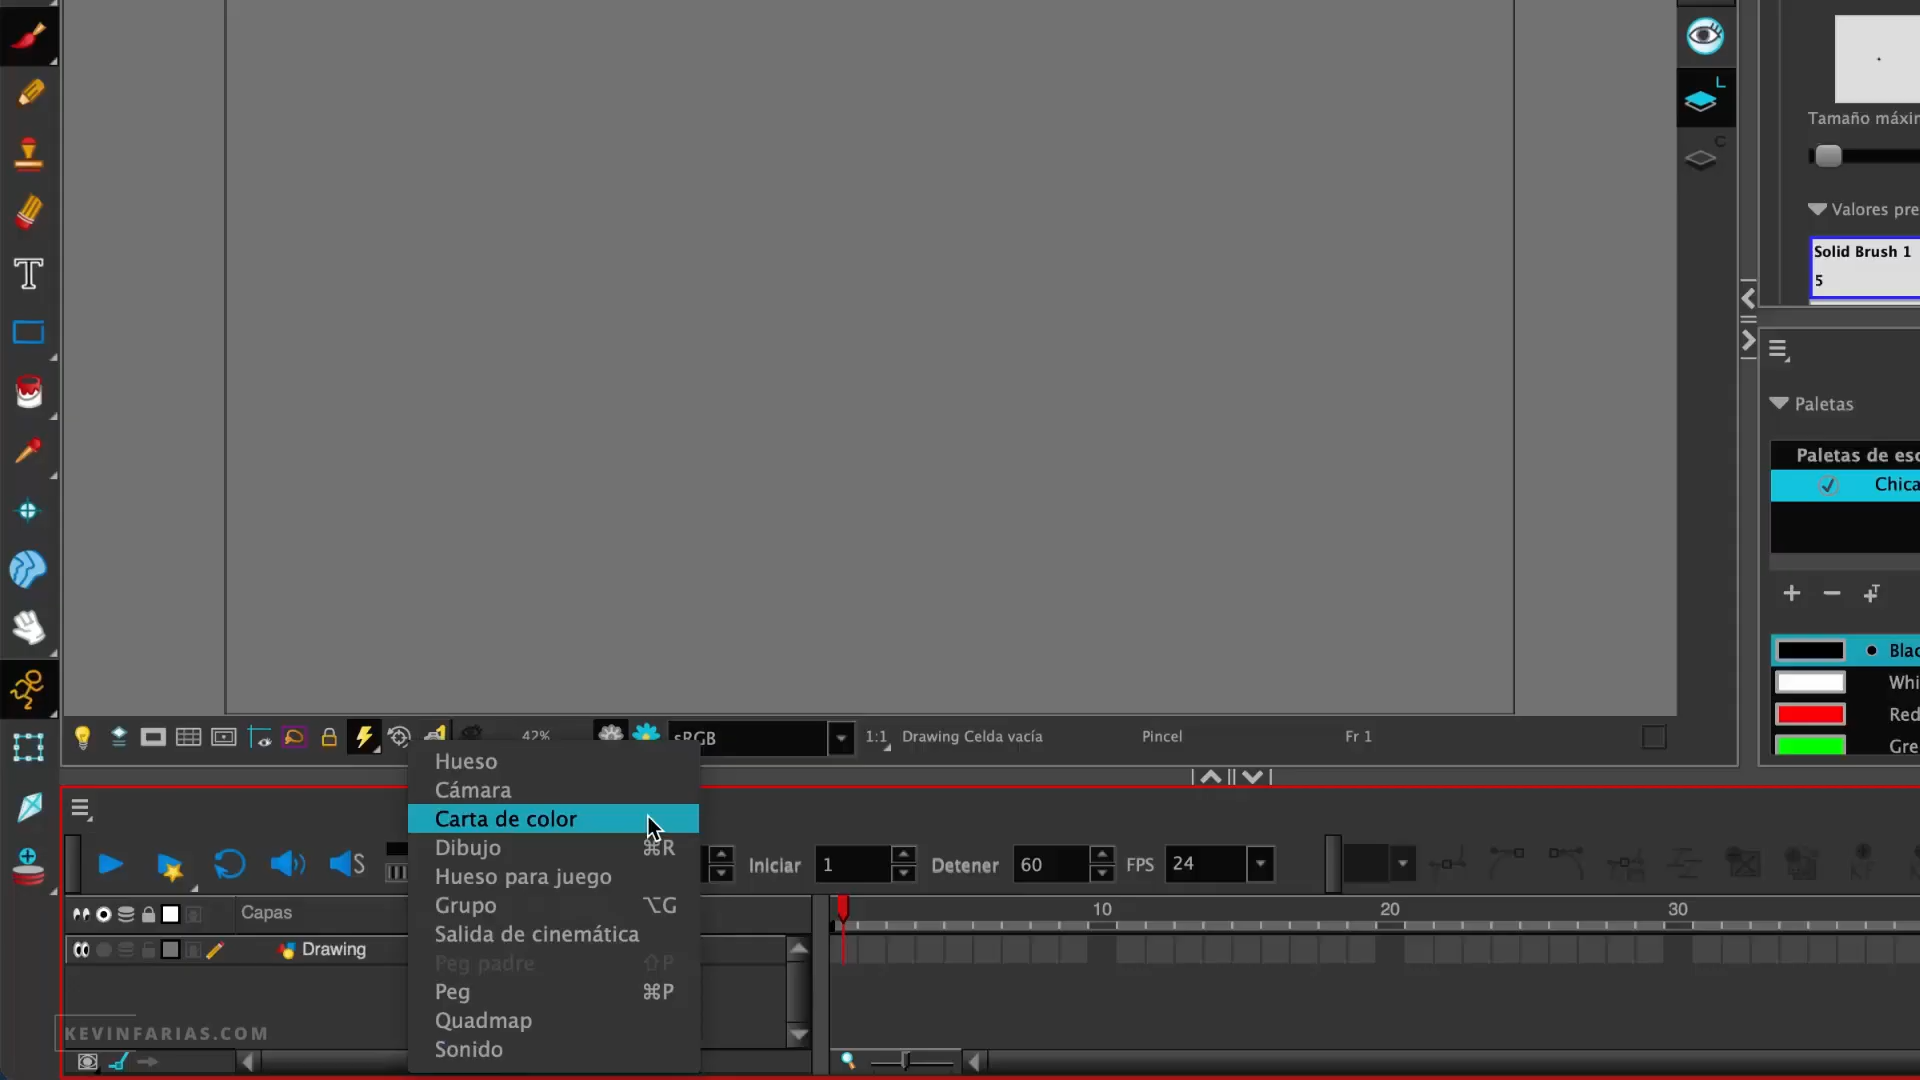 L
C
Tamaño máxin
Valores pre
Solid Brush 1
5
Paletas
Paletas de esc
Chica
Blac
Whi
Red
Gre
42%
sRGB
1:1
Drawing Celda vacía
Pincel
Fr 1
Hueso
Cámara
Carta de color
Dibujo ⌘R
Hueso para juego
Grupo ⌥G
Salida de cinemática
Peg padre ⇧P
Peg ⌘P
Quadmap
Sonido
S
Iniciar 1
Detener 60
FPS 24
Capas
10 20 30
Drawing
KEVINFARIAS.COM